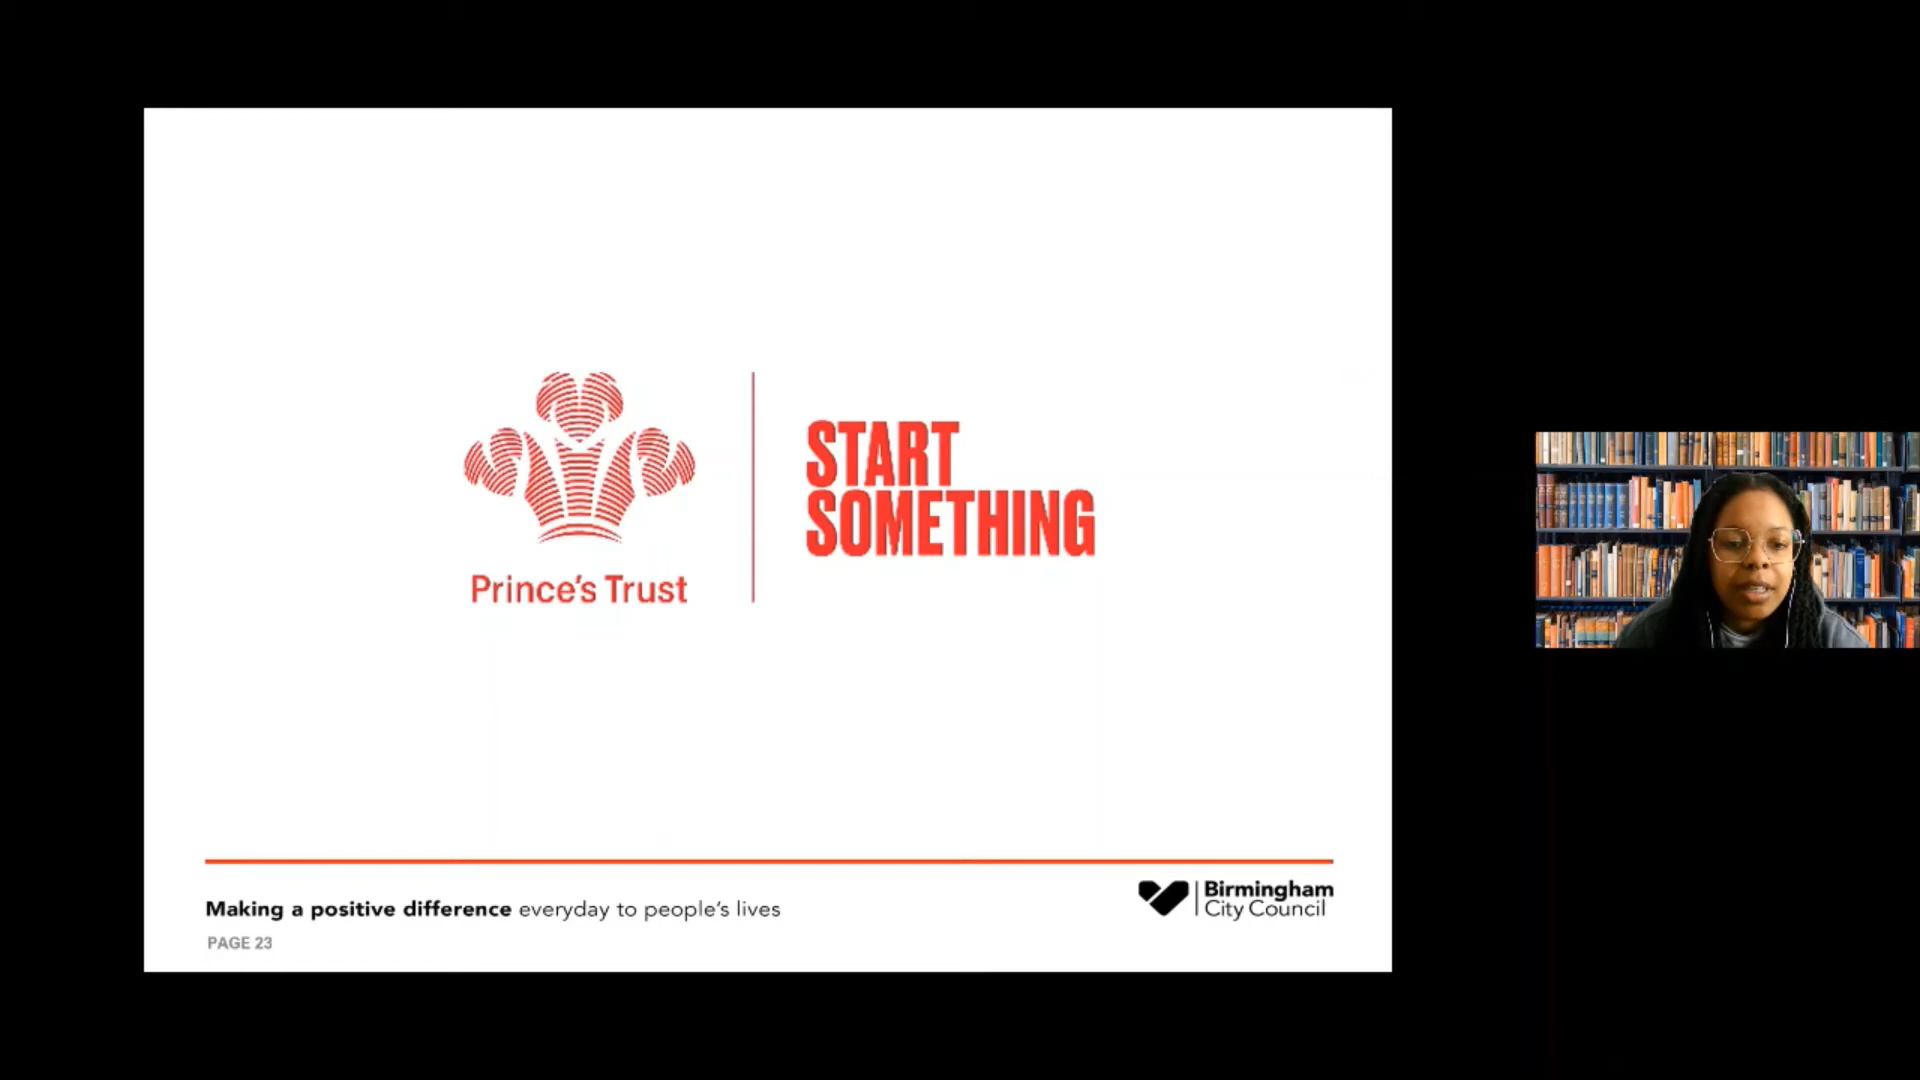 Prince's Trust
START
SOMETHING
Making a positive difference everyday to people's lives
PAGE 23
Birmingham
City Council